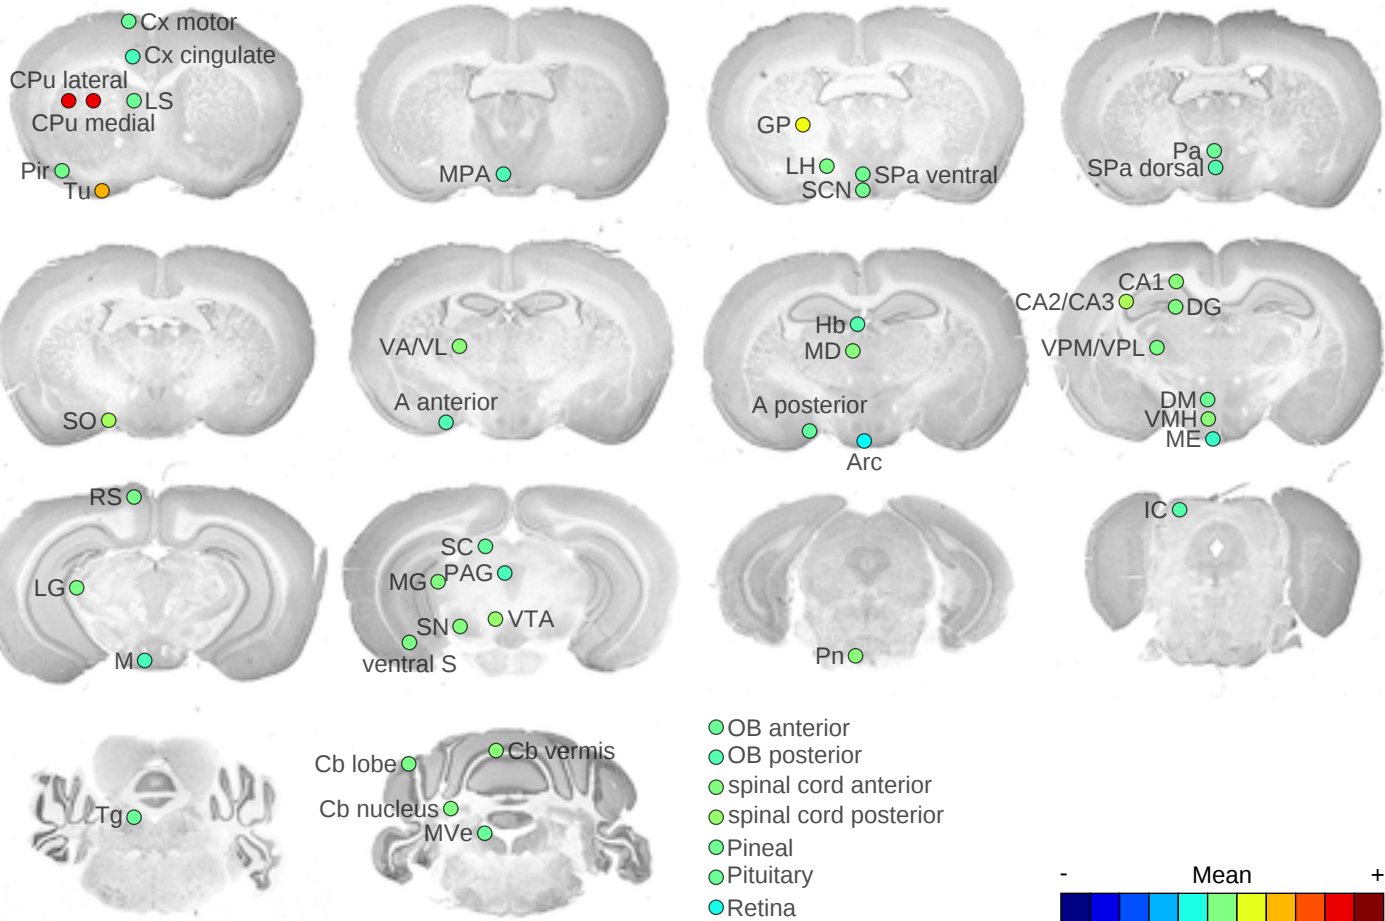 Cx motor
Cx cingulate
CPu lateral
LS
CPu medial
Pir
Tu
MPA
GP
LH
SPa ventral
SCN
Pa
SPa dorsal
SO
VA/VL
A anterior
Hb
MD
A posterior
Arc
CA1
CA2/CA3
DG
VPM/VPL
DM
VMH
ME
RS
LG
M
SC
MG
PAG
SN
VTA
ventral S
Pn
IC
Tg
Cb lobe
Cb vermis
Cb nucleus
MVe
OB anterior
OB posterior
spinal cord anterior
spinal cord posterior
Pineal
Pituitary
Retina
- Mean +